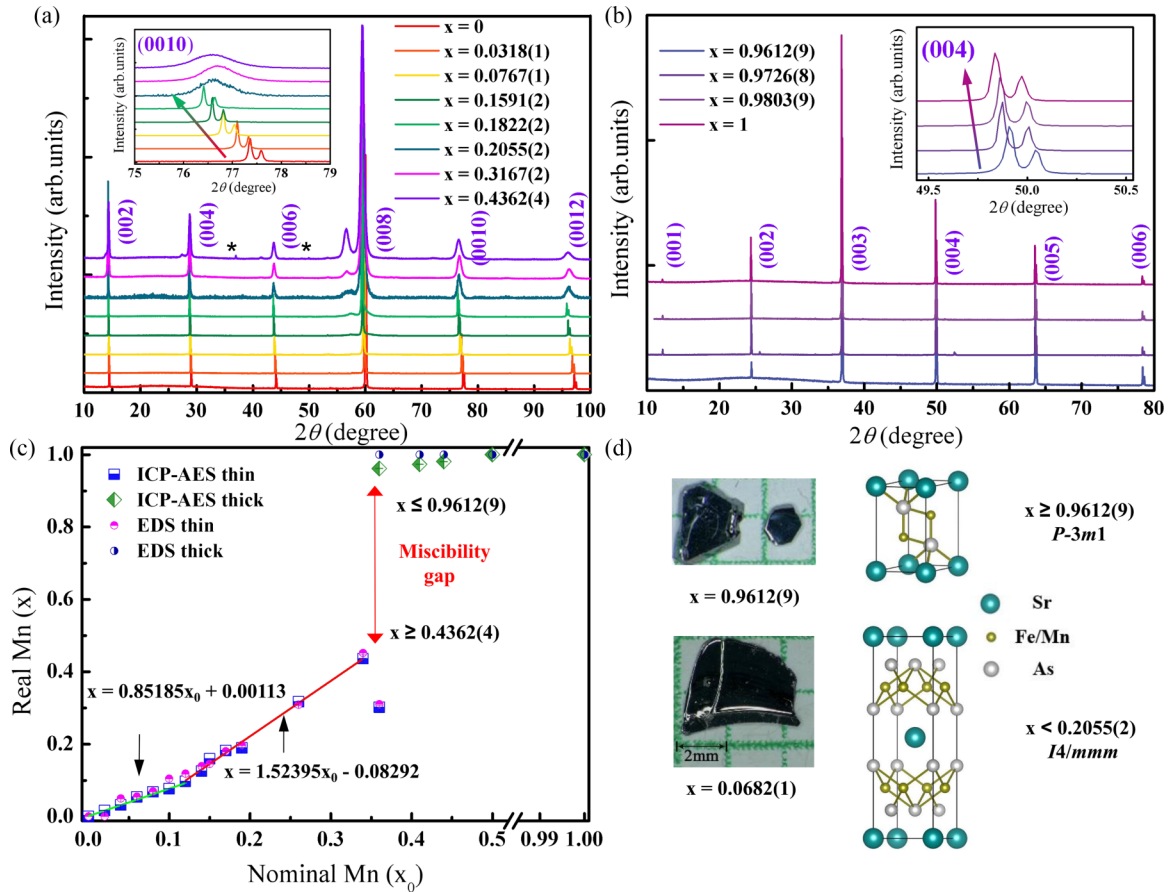 (a)
(0010)
Intensity (arb.units)
75 76 77 78 79
2θ (degree)
x = 0
x = 0.0318(1)
x = 0.0767(1)
x = 0.1591(2)
x = 0.1822(2)
x = 0.2055(2)
x = 0.3167(2)
x = 0.4362(4)
(002)
(004)
*
(006)
*
(008)
(0010)
(0012)
Intensity (arb.units)
10 20 30 40 50 60 70 80 90 100
2θ (degree)
(b)
x = 0.9612(9)
x = 0.9726(8)
x = 0.9803(9)
x = 1
(004)
Intensity (arb.units)
49.5 50.0 50.5
2θ (degree)
(001)
(002)
(003)
(004)
(005)
(006)
Intensity (arb.units)
10 20 30 40 50 60 70 80
2θ (degree)
(c)
1.0
0.8
0.6
0.4
0.2
0.0
Real Mn (x)
ICP-AES thin
ICP-AES thick
EDS thin
EDS thick
x ≤ 0.9612(9)
Miscibility
gap
x ≥ 0.4362(4)
x = 0.85185x₀ + 0.00113
x = 1.52395x₀ - 0.08292
0.0 0.1 0.2 0.3 0.4 0.5 0.99 1.00
Nominal Mn (x₀)
(d)
x = 0.9612(9)
x ≥ 0.9612(9)
P-3m1
Sr
Fe/Mn
As
2mm
x = 0.0682(1)
x < 0.2055(2)
I4/mmm